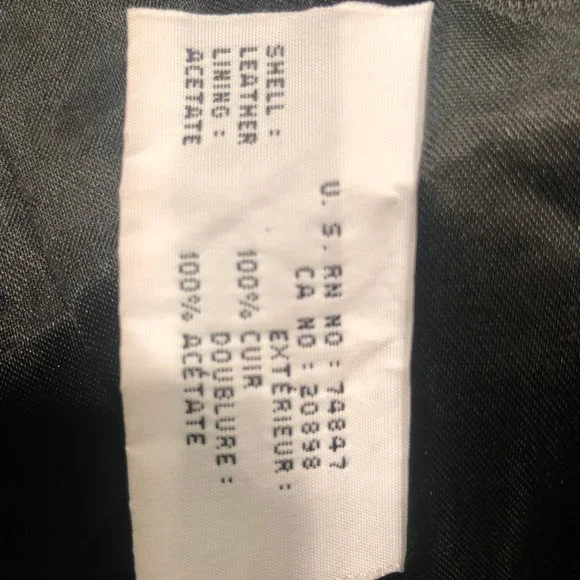 U. S. RN NO: 74847
CA NO: 20898
SHELL: EXTÉRIEUR:
LEATHER 100% CUIR
LINING: DOUBLURE:
ACETATE 100% ACÉTATE